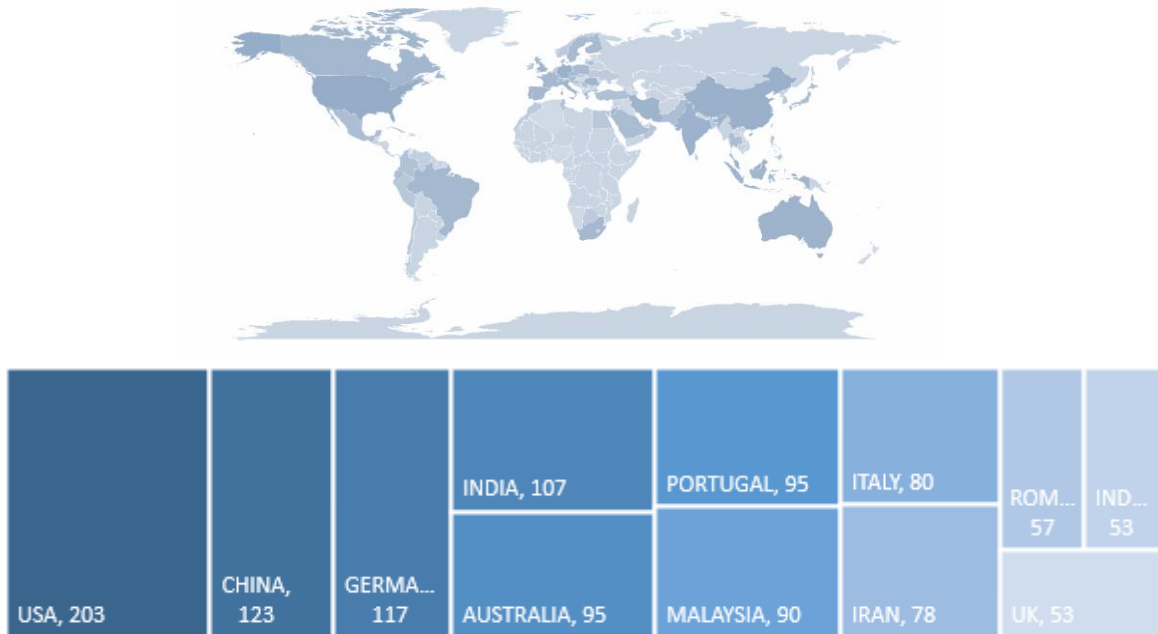 USA, 203
CHINA,
123
GERMA...
117
INDIA, 107
AUSTRALIA, 95
PORTUGAL, 95
MALAYSIA, 90
ITALY, 80
IRAN, 78
ROM...
57
IND...
53
UK, 53